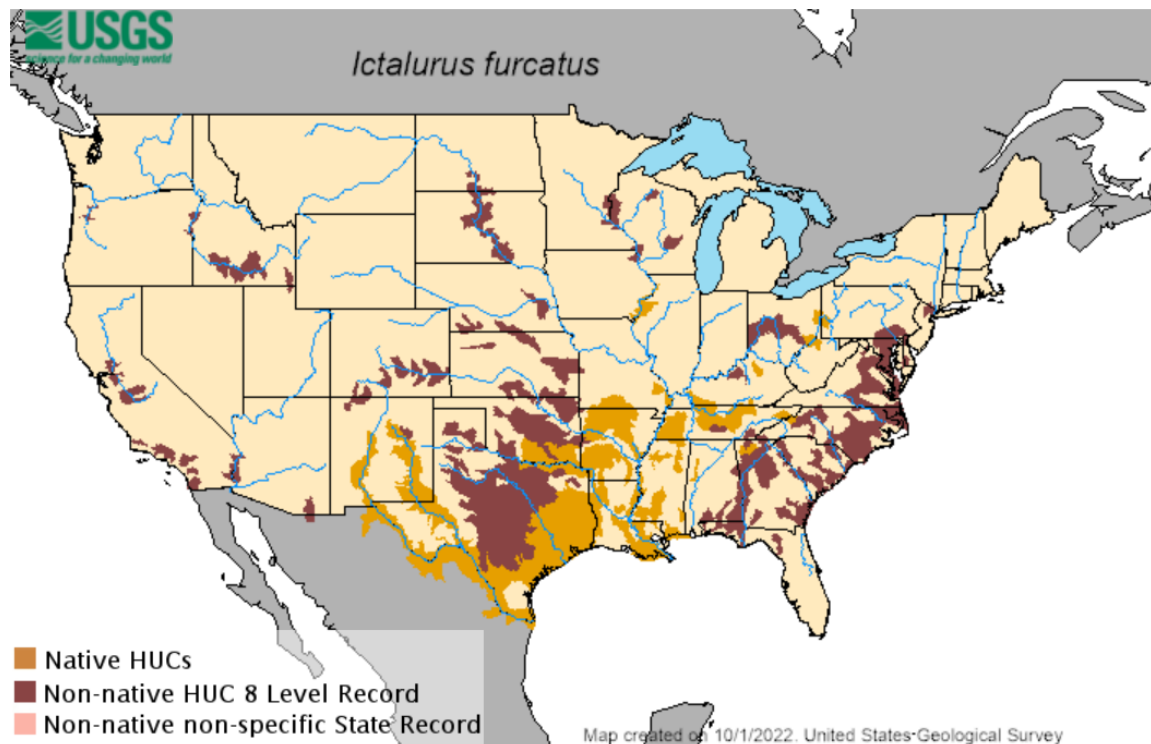 USGS
science for a changing world
Ictalurus furcatus
Native HUCs
Non-native HUC 8 Level Record
Non-native non-specific State Record
Map created on 10/1/2022. United States Geological Survey